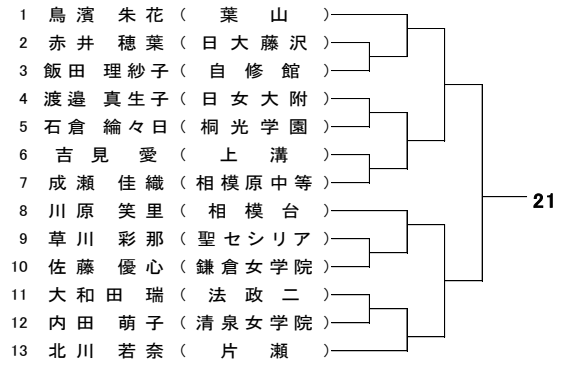 1 鳥濱 朱花 ( 葉山 )
2 赤井 穂葉 ( 日大藤沢 )
3 飯田 理紗子 ( 自修館 )
4 渡邉 真生子 ( 日女大附 )
5 石倉 綸々日 ( 桐光学園 )
6 吉見 愛 ( 上溝 )
7 成瀬 佳織 ( 相模原中等 )
8 川原 笑里 ( 相模台 )
9 草川 彩那 ( 聖セシリア )
10 佐藤 優心 ( 鎌倉女学院 )
11 大和田 瑞 ( 法政二 )
12 内田 萌子 ( 清泉女学院 )
13 北川 若奈 ( 片瀬 )
21